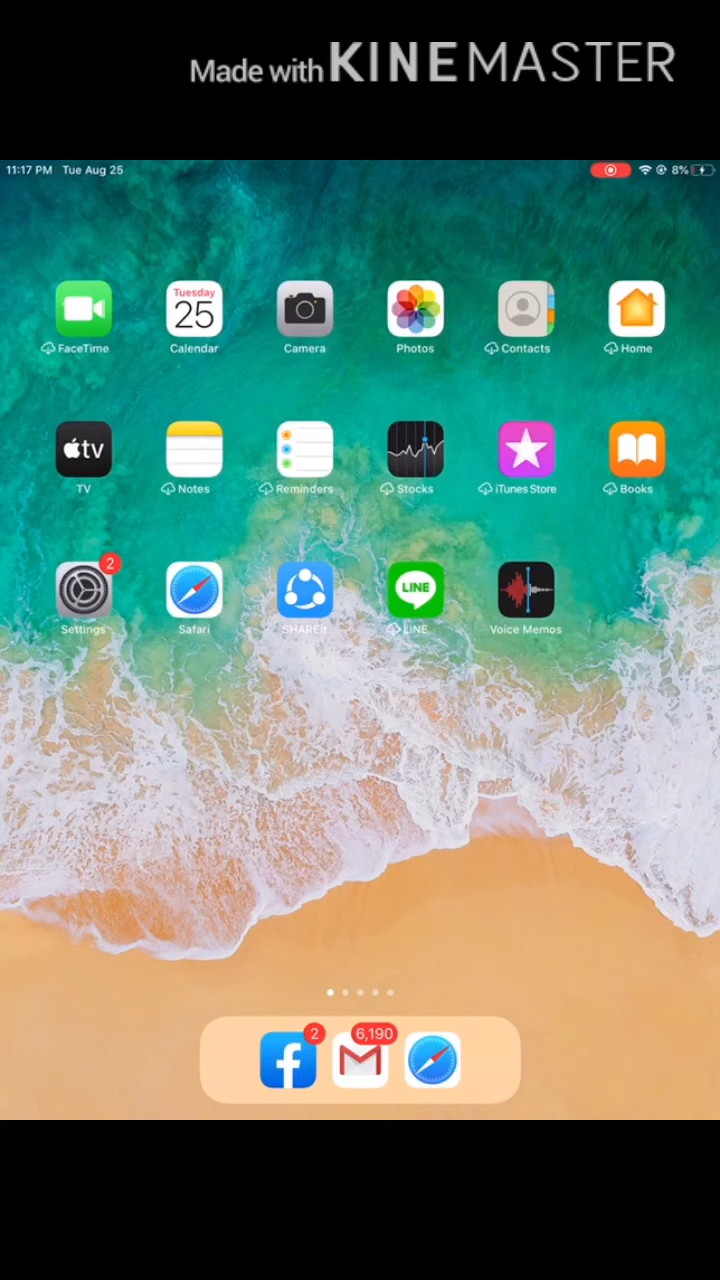 Made with KINEMASTER
11:17 PM Tue Aug 25 8%
Tuesday
25
FaceTime Calendar Camera Photos Contacts Home
tv
TV Notes Reminders Stocks iTunes Store Books
2
LINE
Settings Safari SHAREit LINE Voice Memos
2 6,190